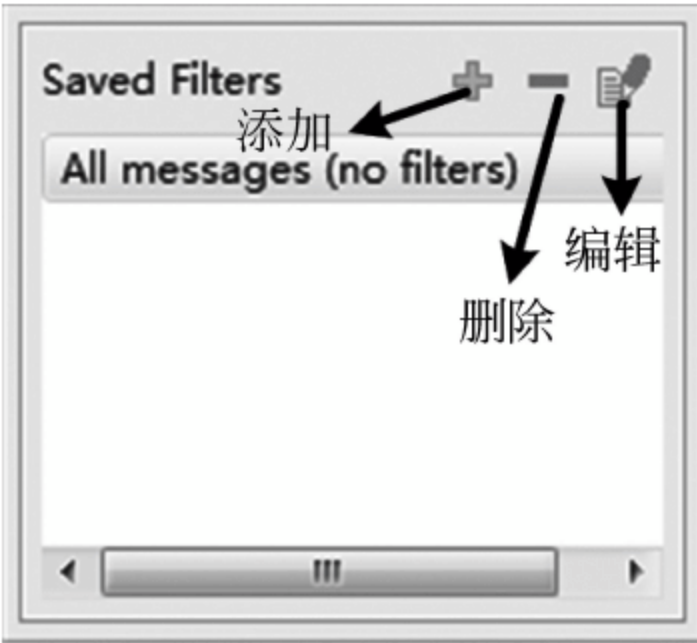 Saved Filters
添加
All messages (no filters)
编辑
删除